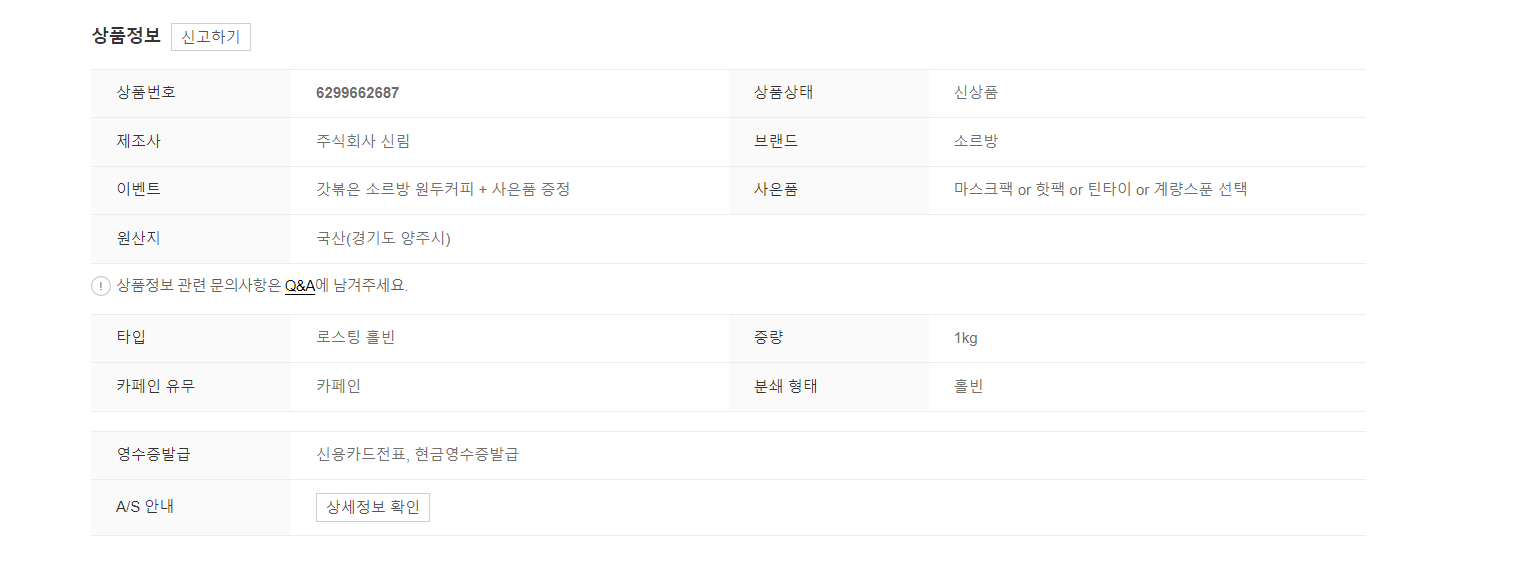 상품정보 신고하기
상품번호 6299662687 상품상태 신상품
제조사 주식회사 신림 브랜드 소르방
이벤트 갓볶은 소르방 원두커피 + 사은품 증정 사은품 마스크팩 or 핫팩 or 틴타이 or 계량스푼 선택
원산지 국산(경기도 양주시)
! 상품정보 관련 문의사항은 Q&A에 남겨주세요.
타입 로스팅 홀빈 중량 1kg
카페인 유무 카페인 분쇄 형태 홀빈
영수증발급 신용카드전표, 현금영수증발급
A/S 안내 상세정보 확인